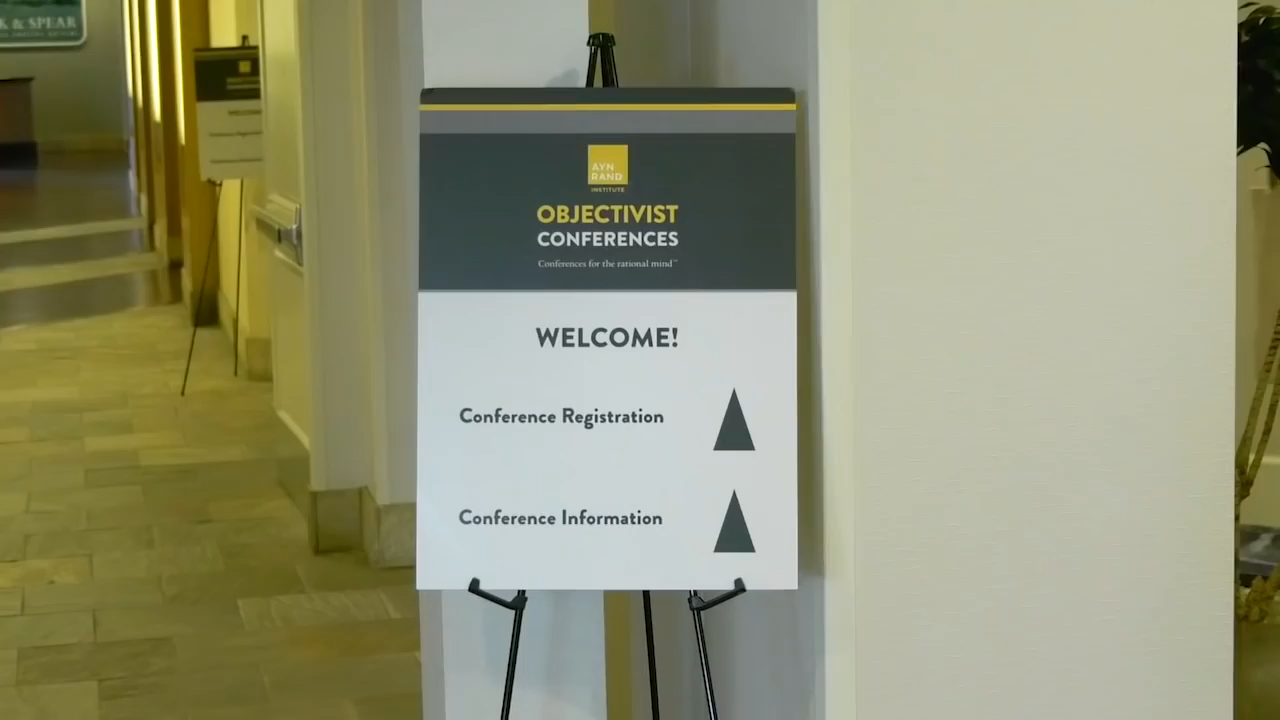 & SPEAR
AYN
RAND
INSTITUTE
OBJECTIVIST
CONFERENCES
Conferences for the rational mind™
WELCOME!
Conference Registration
Conference Information